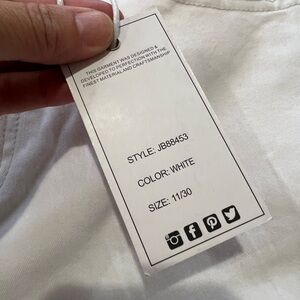 THIS GARMENT WAS DESIGNED &
DEVELOPED TO PERFECTION WITH THE
FINEST MATERIAL AND CRAFTSMANSHIP
STYLE: JB88453
COLOR: WHITE
SIZE: 11/30